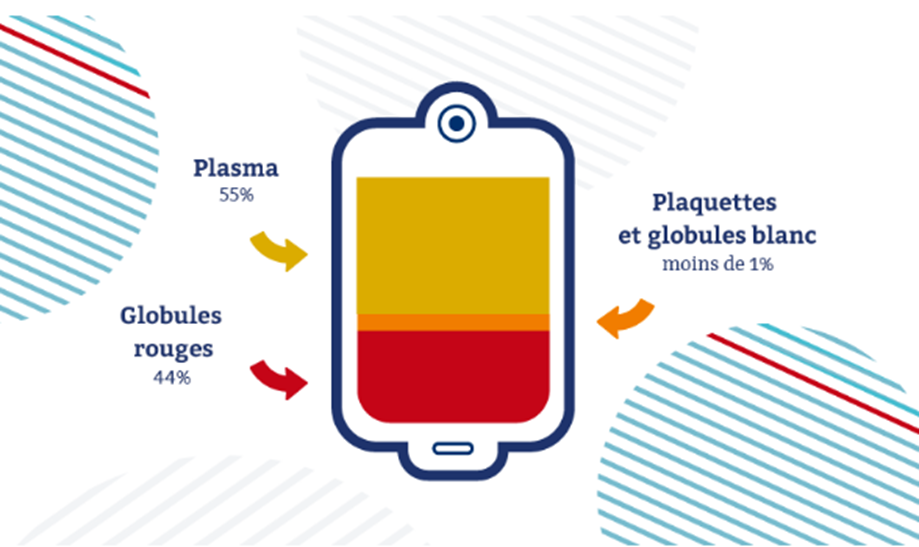 Plasma
55%
Plaquettes
et globules blanc
moins de 1%
Globules
rouges
44%